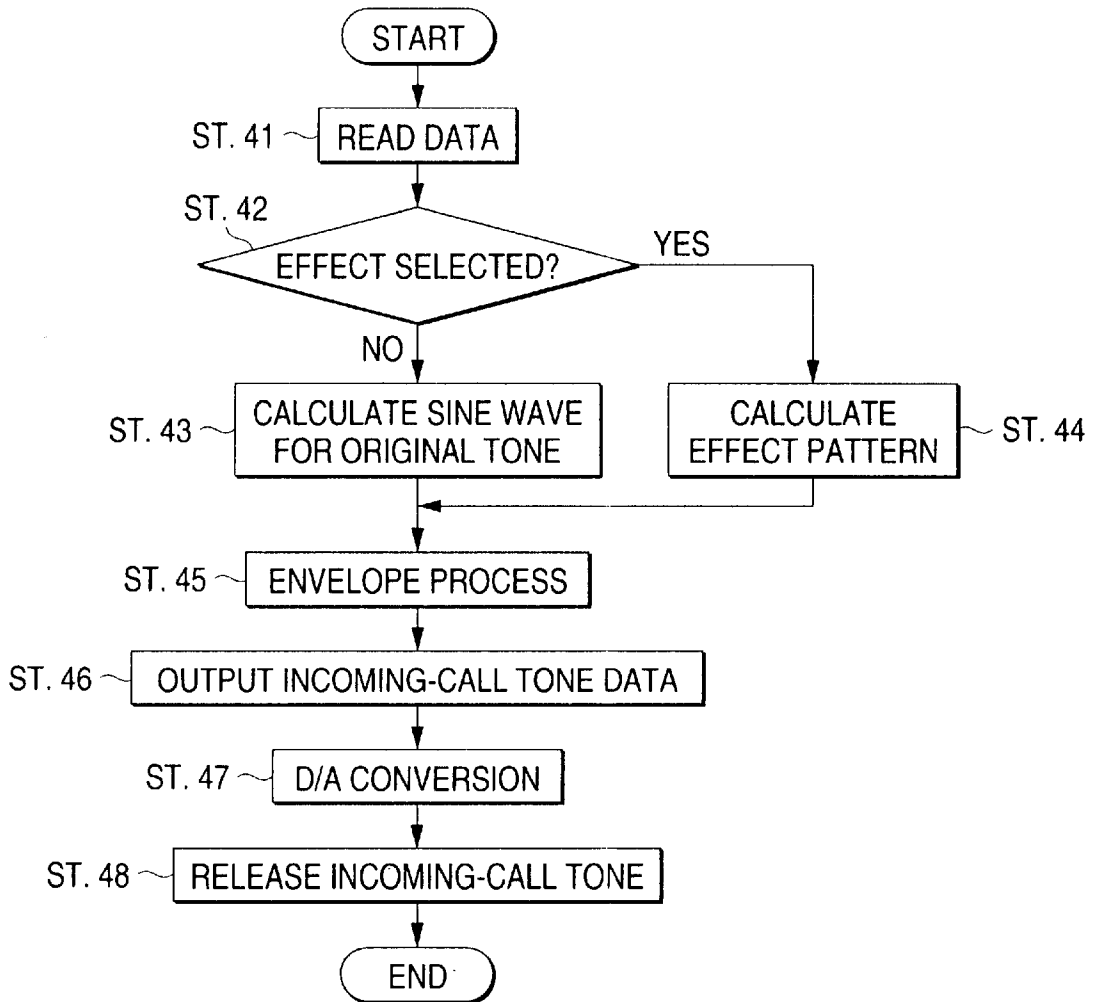 START
ST. 41
READ DATA
ST. 42
EFFECT SELECTED?
YES
NO
ST. 43
CALCULATE SINE WAVE
FOR ORIGINAL TONE
CALCULATE
EFFECT PATTERN
ST. 44
ST. 45
ENVELOPE PROCESS
ST. 46
OUTPUT INCOMING-CALL TONE DATA
ST. 47
D/A CONVERSION
ST. 48
RELEASE INCOMING-CALL TONE
END